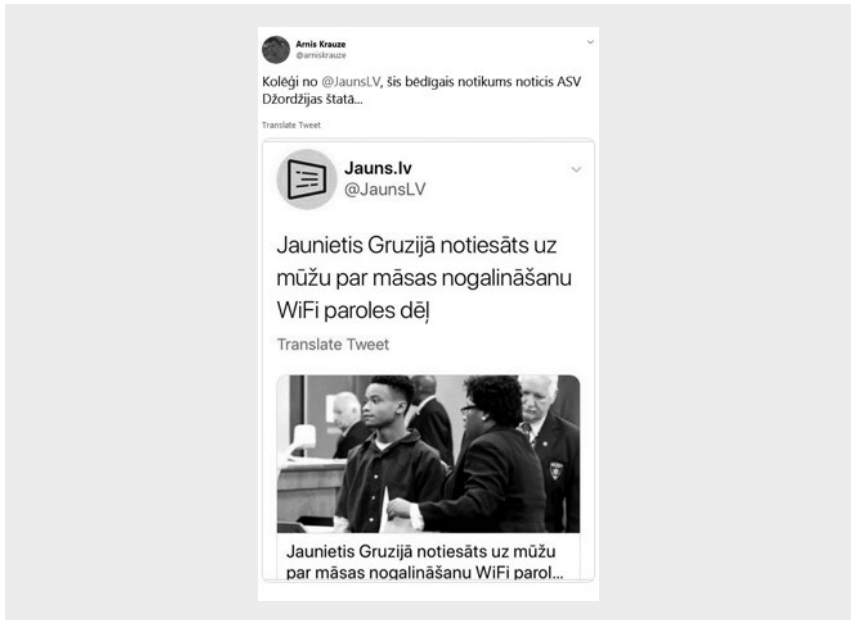 Arnis Krauze
@arniskrauze
Kolēģi no @JaunsLV, šis bēdīgais notikums noticis ASV
Džordžijas štatā...
Translate Tweet
Jauns.lv
@JaunsLV
Jaunietis Gruzijā notiesāts uz
mūžu par māsas nogalināšanu
WiFi paroles dēļ
Translate Tweet
Jaunietis Gruzijā notiesāts uz mūžu
par māsas nogalināšanu WiFi parol...